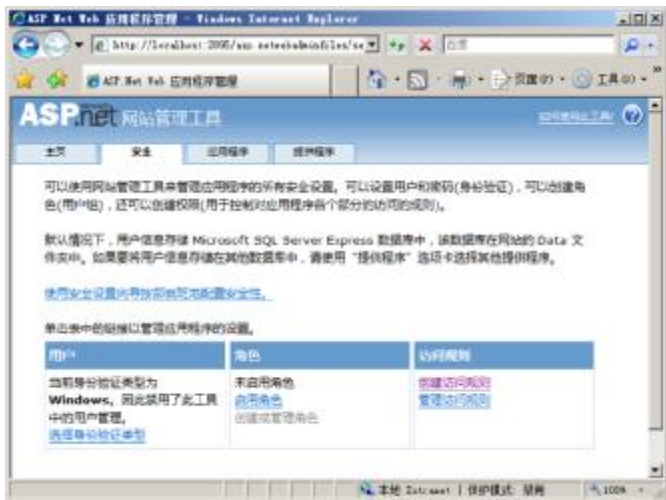 ASP.Net Web 应用程序管理 - Windows Internet Explorer
ASP.Net Web 应用程序管理
页面(P)
工具(O)
ASP.net 网站管理工具
如何使用此工具?
主页 安全 应用程序 提供程序
可以使用网站管理工具来管理应用程序的所有安全设置。可以设置用户和密码(身份验证)，可以创建角
色(用户组)，还可以创建权限(用于控制对应用程序各个部分的访问的规则)。
默认情况下，用户信息存储 Microsoft SQL Server Express 数据库中，该数据库在网站的 Data 文
件夹中。如果要将用户信息存储在其他数据库中，请使用“提供程序”选项卡选择其他提供程序。
使用安全设置向导按部就班地配置安全性。
单击表中的链接以管理应用程序的设置。
用户 角色 访问规则
当前身份验证类型为
Windows。因此禁用了此工具
中的用户管理。
选择身份验证类型
未启用角色
启用角色
创建或管理角色
创建访问规则
管理访问规则
本地 Intranet | 保护模式: 禁用
100%